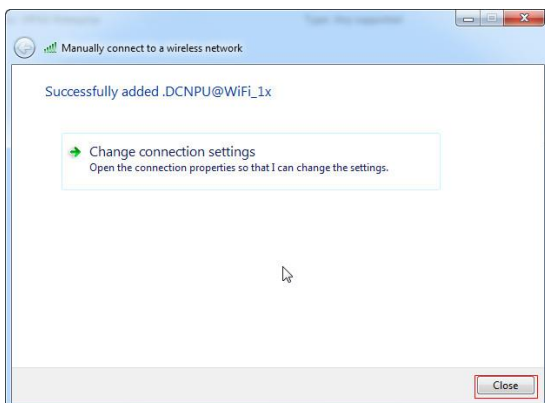 Manually connect to a wireless network
Successfully added .DCNPU@WiFi_1x
Change connection settings
Open the connection properties so that I can change the settings.
Close